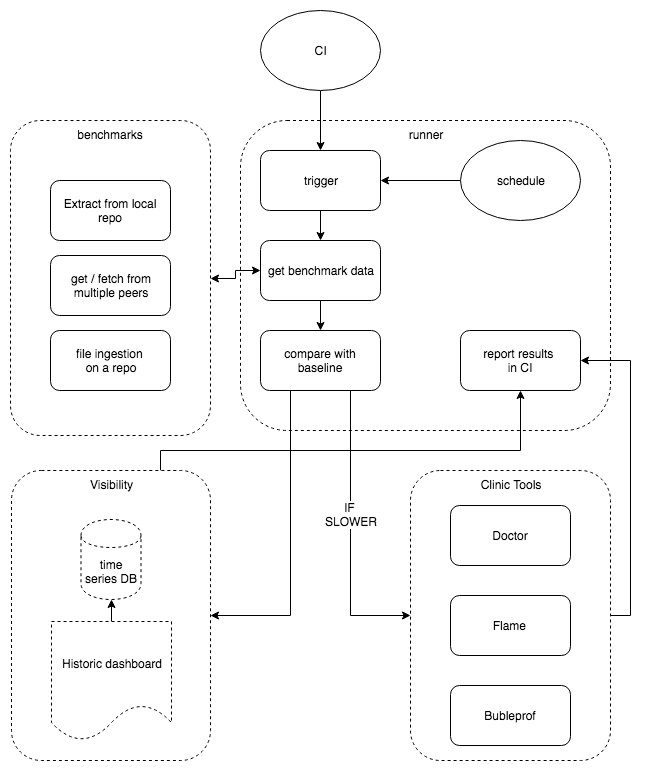 CI
benchmarks
runner
Extract from local
repo
get / fetch from
multiple peers
file ingestion
on a repo
trigger
schedule
get benchmark data
compare with
baseline
report results
in CI
IF
SLOWER
Visibility
time
series DB
Historic dashboard
Clinic Tools
Doctor
Flame
Bubleprof